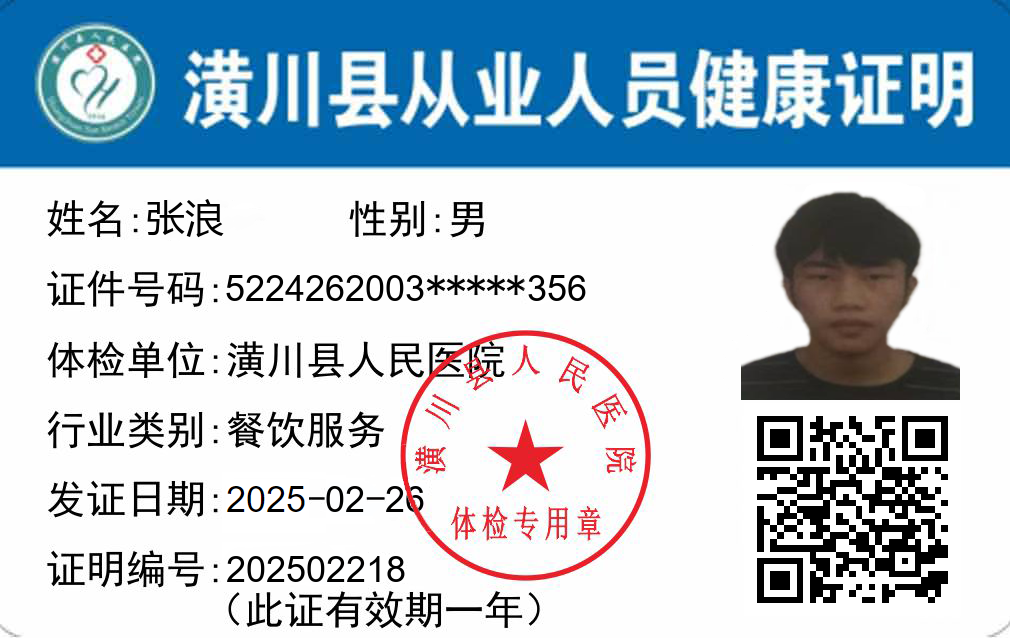 潢川县从业人员健康证明
姓名:张浪 性别:男
证件号码:5224262003*****356
体检单位:潢川县人民医院
行业类别:餐饮服务
发证日期:2025-02-26
证明编号:202502218
(此证有效期一年)
潢川县人民医院
体检专用章